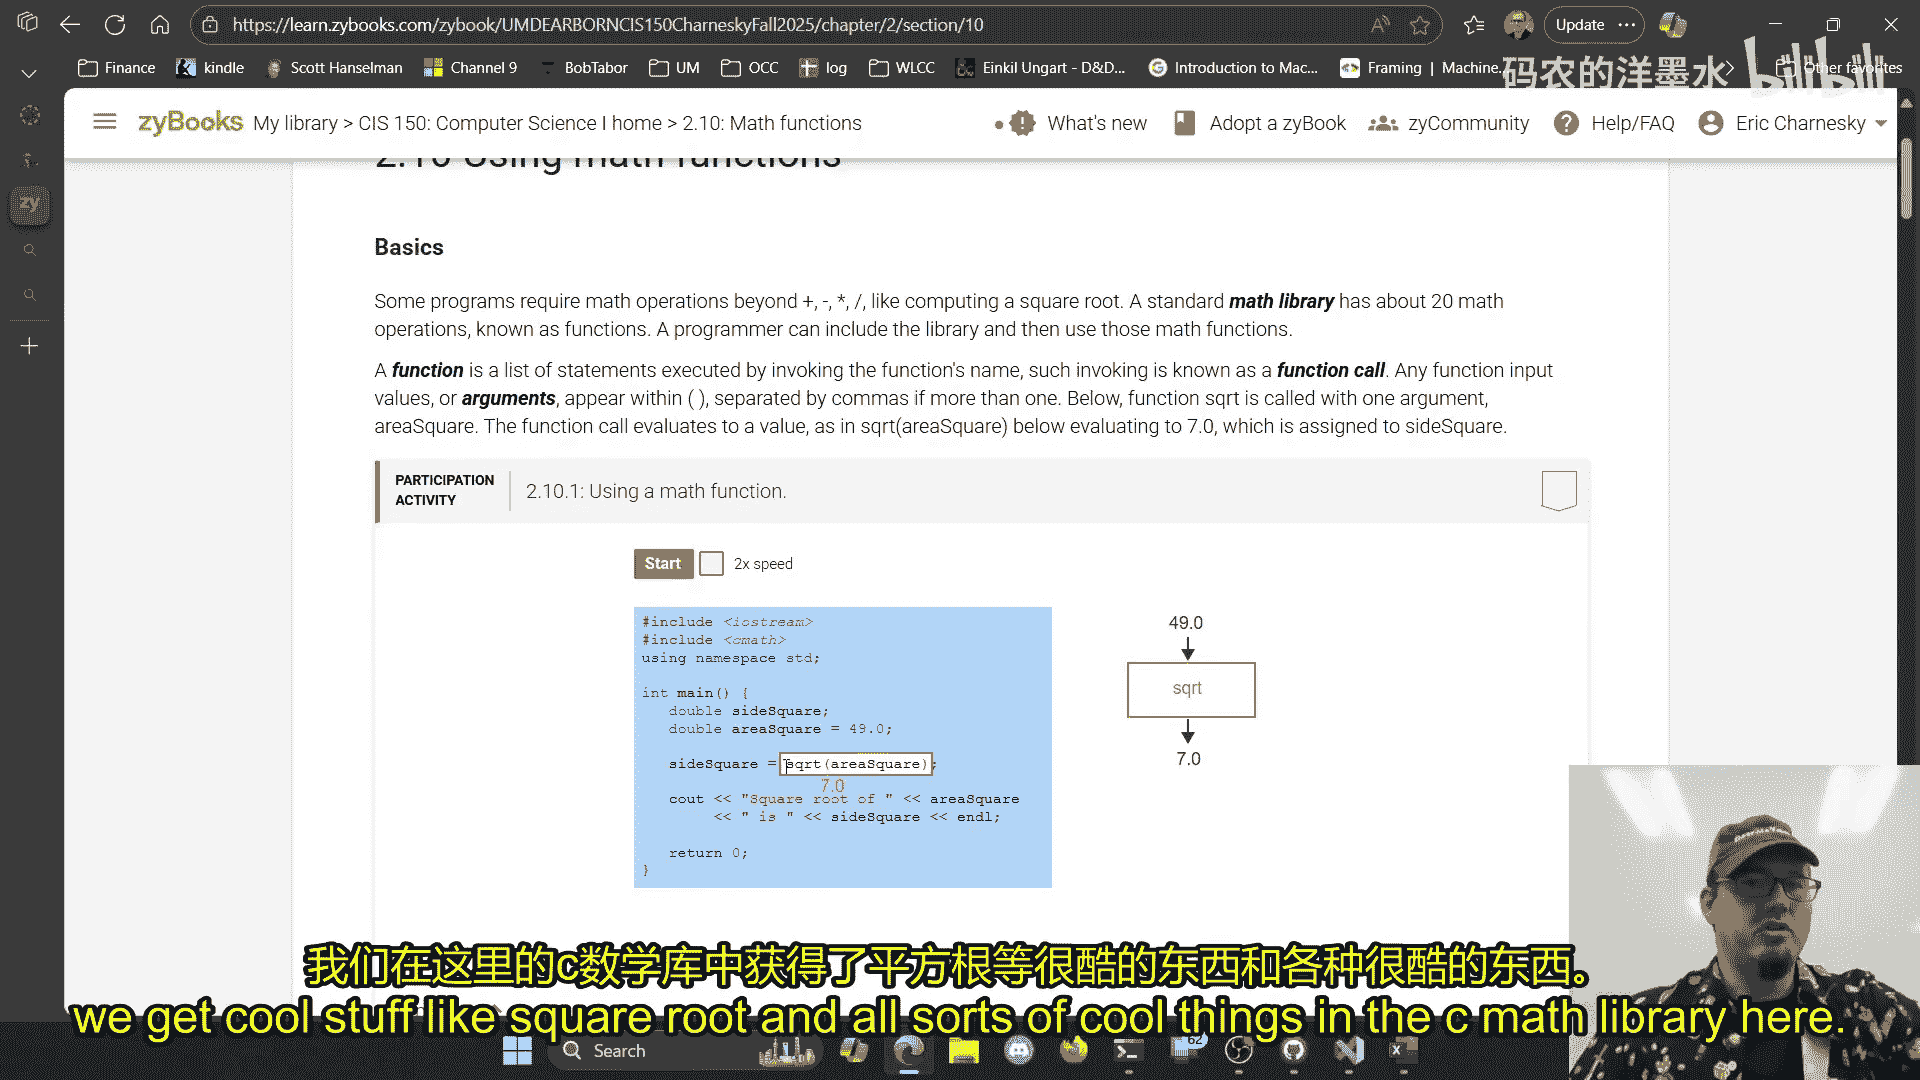 https://learn.zybooks.com/zybook/UMDEARBORNCIS150CharneskyFall2025/chapter/2/section/10
Update
Finance
kindle
Scott Hanselman
Channel 9
BobTabor
UM
OCC
log
WLCC
Einkil Ungart - D&D...
Introduction to Mac...
Framing | Machine...
Other favorites
码农的洋墨水
bilibili
zyBooks
My library > CIS 150: Computer Science I home > 2.10: Math functions
What's new
Adopt a zyBook
zyCommunity
Help/FAQ
Eric Charnesky
zy
2.10 Using math functions
Basics
Some programs require math operations beyond +, -, *, /, like computing a square root. A standard math library has about 20 math
operations, known as functions. A programmer can include the library and then use those math functions.
A function is a list of statements executed by invoking the function's name, such invoking is known as a function call. Any function input
values, or arguments, appear within ( ), separated by commas if more than one. Below, function sqrt is called with one argument,
areaSquare. The function call evaluates to a value, as in sqrt(areaSquare) below evaluating to 7.0, which is assigned to sideSquare.
PARTICIPATION
ACTIVITY
2.10.1: Using a math function.
Start
2x speed
#include <iostream>
#include <cmath>
using namespace std;
int main() {
double sideSquare;
double areaSquare = 49.0;
sideSquare = sqrt(areaSquare);
7.0
cout << "Square root of " << areaSquare
<< " is " << sideSquare << endl;
return 0;
}
49.0
sqrt
7.0
我们在这里的c数学库中获得了平方根等很酷的东西和各种很酷的东西。
we get cool stuff like square root and all sorts of cool things in the c math library here.
Search
62